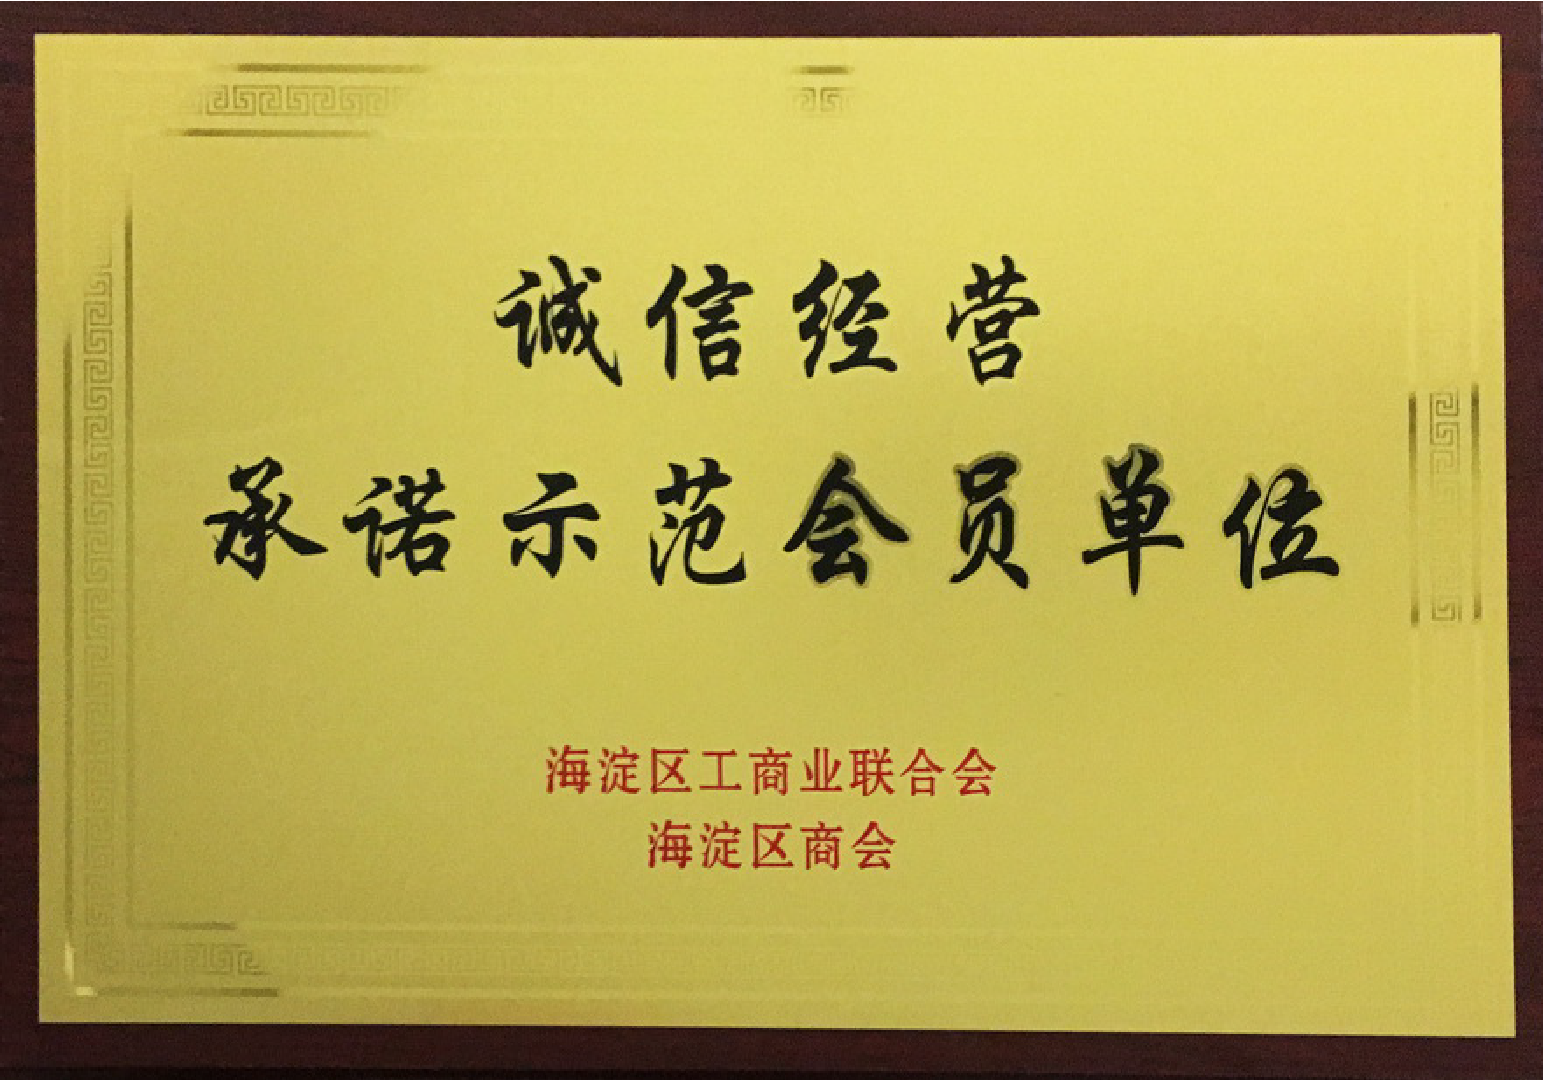 诚信经营
承诺示范会员单位
海淀区工商业联合会
海淀区商会